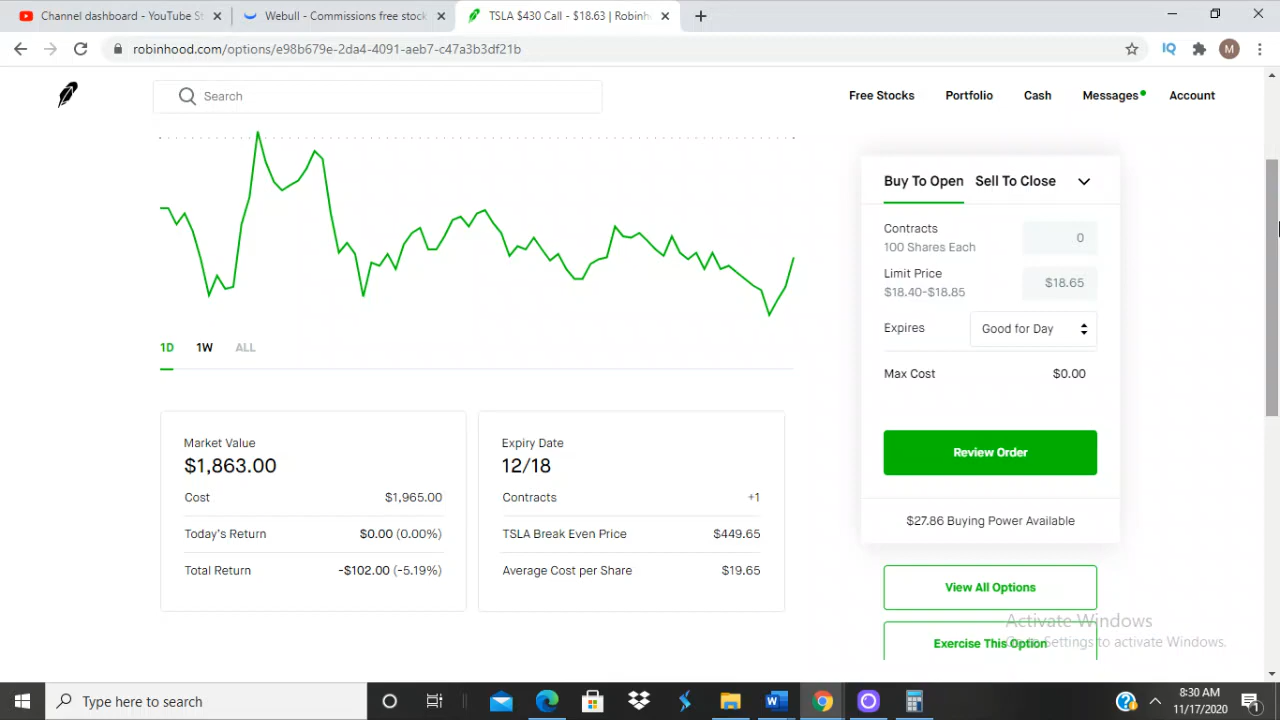 Channel dashboard - YouTube St
Webull - Commissions free stock
TSLA $430 Call - $18.63 | Robinh
robinhood.com/options/e98b679e-2da4-4091-aeb7-c47a3b3df21b
IQ
M
Search
Free Stocks
Portfolio
Cash
Messages
Account
Buy To Open
Sell To Close
Contracts
100 Shares Each
0
Limit Price
$18.40-$18.85
$18.65
Expires
Good for Day
Max Cost
$0.00
Review Order
$27.86 Buying Power Available
View All Options
Exercise This Option
1D
1W
ALL
Market Value
$1,863.00
Cost
$1,965.00
Today's Return
$0.00 (0.00%)
Total Return
-$102.00 (-5.19%)
Expiry Date
12/18
Contracts
+1
TSLA Break Even Price
$449.65
Average Cost per Share
$19.65
Activate Windows
Settings to activate Windows.
Type here to search
8:30 AM
11/17/2020
1